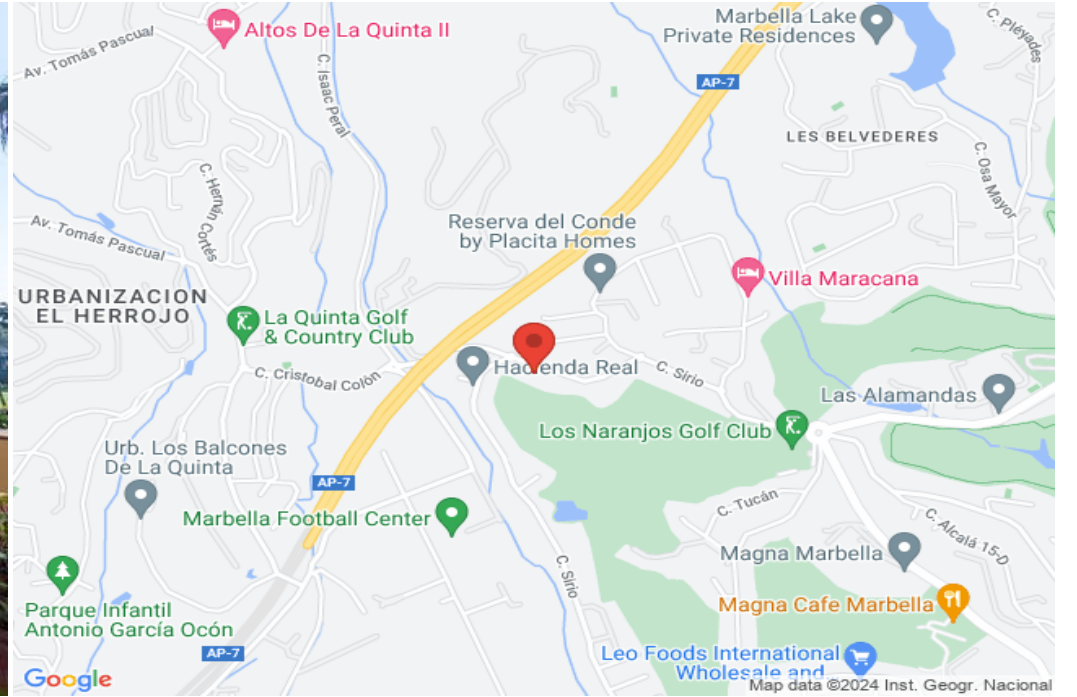 Marbella Lake
Private Residences
C. Pléyades
Altos De La Quinta II
Av. Tomás Pascual
C. Isaac Peral
AP-7
LES BELVEDERES
C. Osa Mayor
C. Hernán Cortés
Av. Tomás Pascual
Reserva del Conde
by Placita Homes
Villa Maracana
URBANIZACION
EL HERROJO
La Quinta Golf
& Country Club
C. Cristobal Colón
Hacienda Real
C. Sirio
Las Alamandas
Los Naranjos Golf Club
Urb. Los Balcones
De La Quinta
AP-7
Marbella Football Center
C. Tucán
C. Alcalá 15-D
Magna Marbella
C. Sirio
Magna Cafe Marbella
Parque Infantil
Antonio García Ocón
AP-7
Leo Foods International
Wholesale and...
Google
Map data ©2024 Inst. Geogr. Nacional